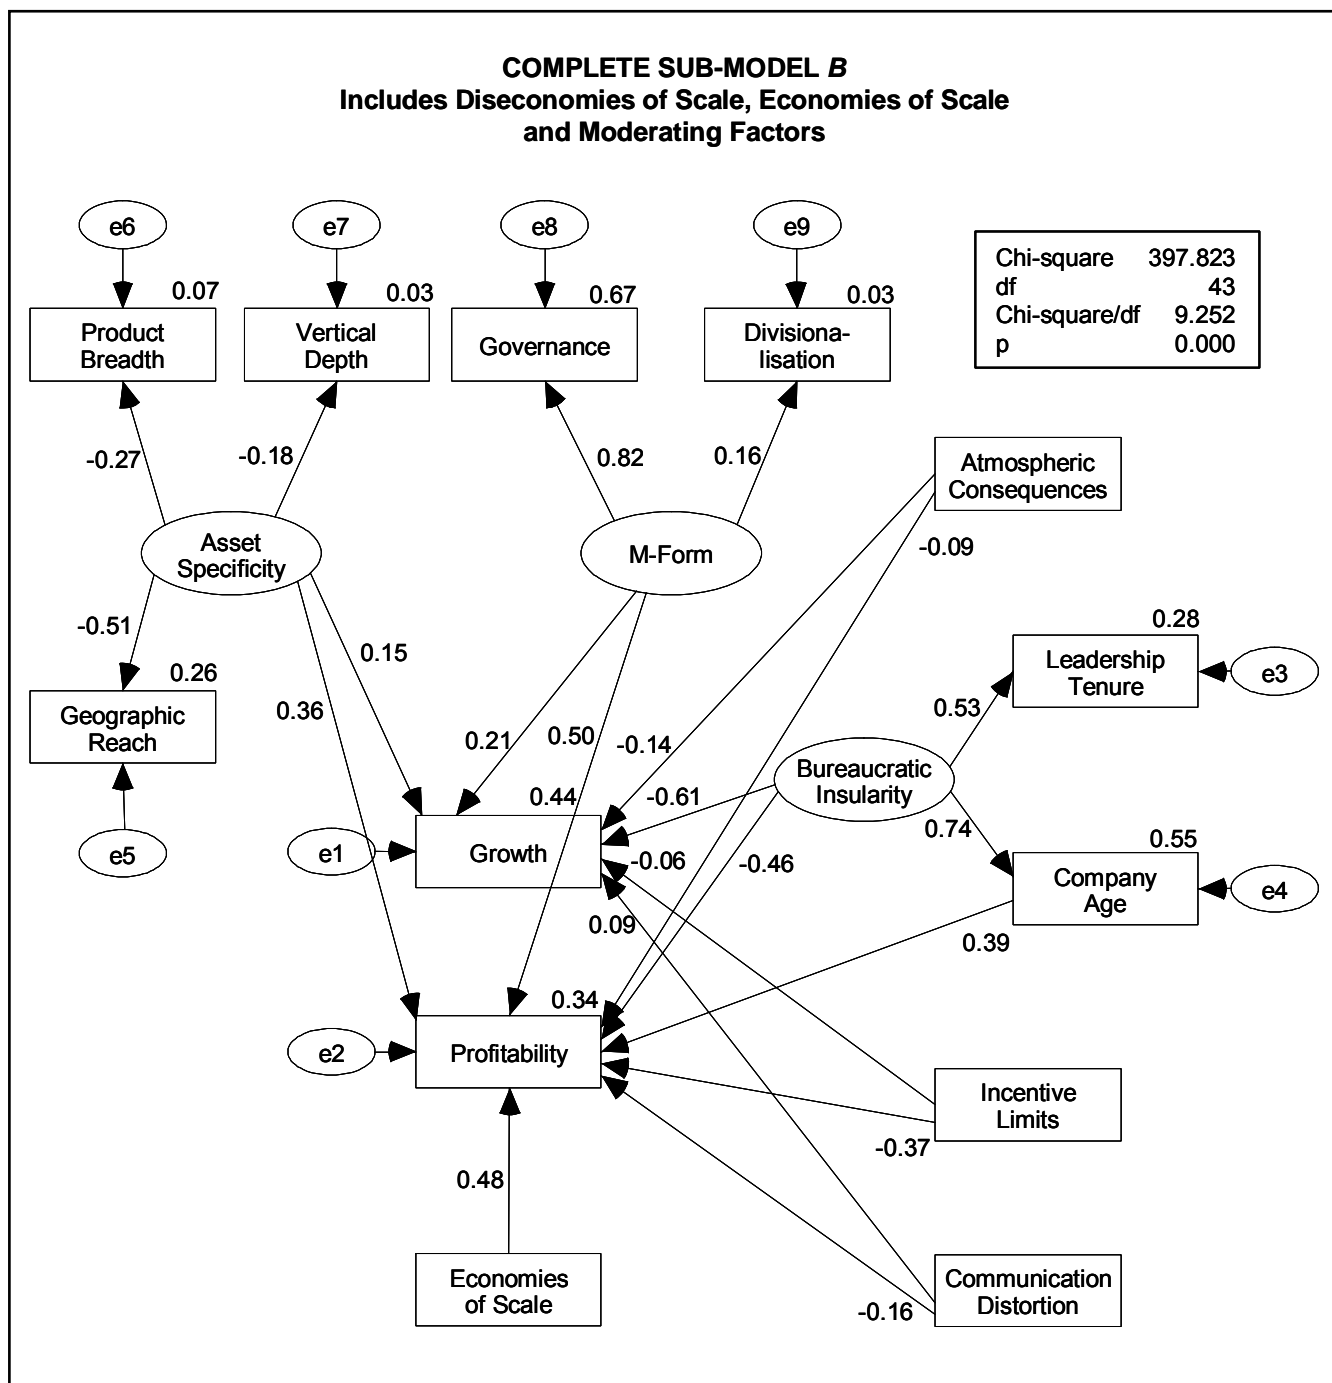 COMPLETE SUB-MODEL B
Includes Diseconomies of Scale, Economies of Scale
and Moderating Factors
e6
e7
e8
e9
Chi-square 397.823
df 43
Chi-square/df 9.252
p 0.000
0.07
0.03
0.67
0.03
Product
Breadth
Vertical
Depth
Governance
Divisiona-
lisation
-0.27
-0.18
0.82
0.16
Atmospheric
Consequences
-0.09
Asset
Specificity
M-Form
-0.51
0.26
0.15
0.36
0.28
Leadership
Tenure
e3
Geographic
Reach
0.53
0.21
0.50
-0.14
Bureaucratic
Insularity
0.44
-0.61
0.74
0.55
e5
e1
Growth
-0.06
-0.46
Company
Age
e4
0.09
0.39
0.34
e2
Profitability
Incentive
Limits
-0.37
0.48
Economies
of Scale
Communication
Distortion
-0.16